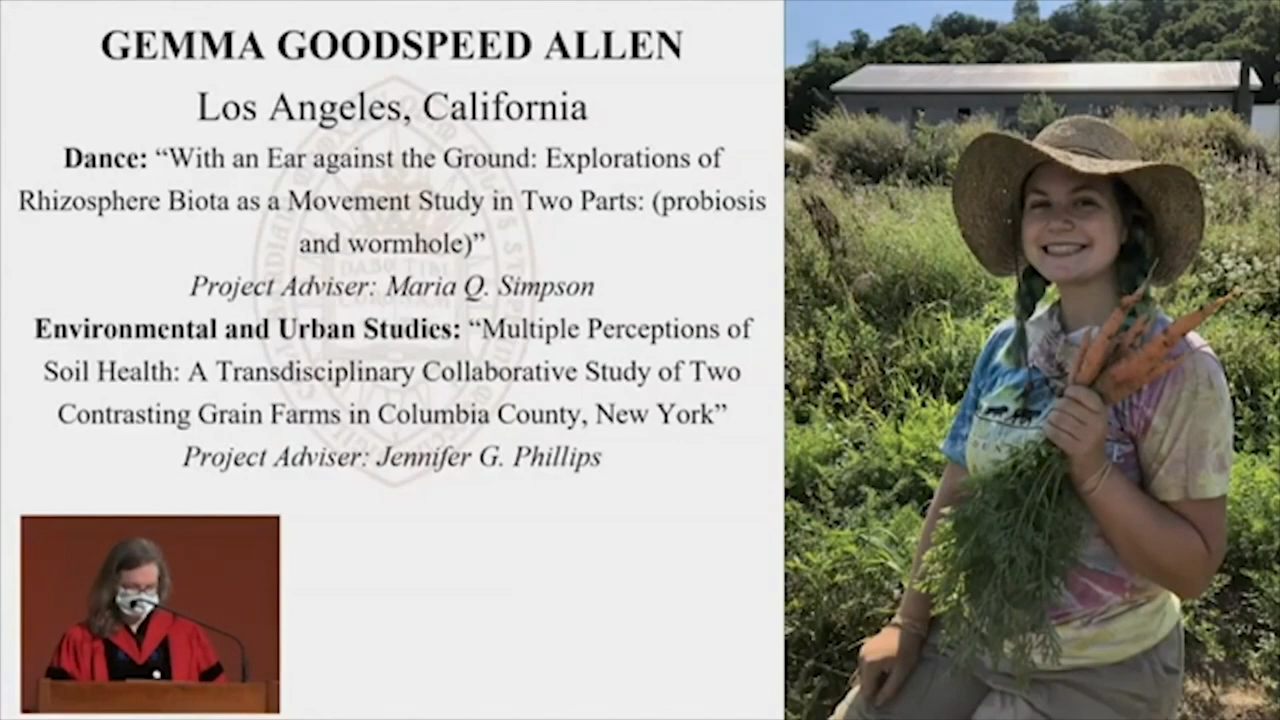 GEMMA GOODSPEED ALLEN
Los Angeles, California
Dance: “With an Ear against the Ground: Explorations of
Rhizosphere Biota as a Movement Study in Two Parts: (probiosis
and wormhole)”
Project Adviser: Maria Q. Simpson
Environmental and Urban Studies: “Multiple Perceptions of
Soil Health: A Transdisciplinary Collaborative Study of Two
Contrasting Grain Farms in Columbia County, New York”
Project Adviser: Jennifer G. Phillips